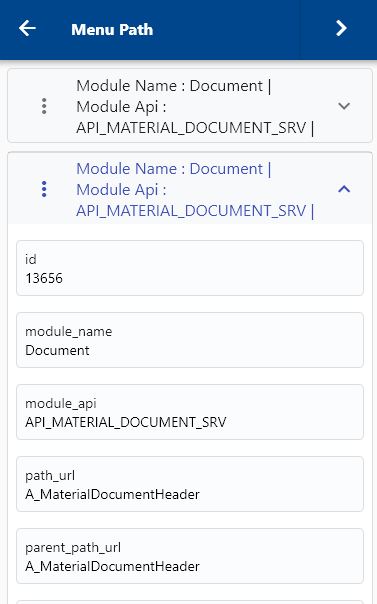 Menu Path
Module Name : Document |
Module Api :
API_MATERIAL_DOCUMENT_SRV |
Module Name : Document |
Module Api :
API_MATERIAL_DOCUMENT_SRV |
id
13656
module_name
Document
module_api
API_MATERIAL_DOCUMENT_SRV
path_url
A_MaterialDocumentHeader
parent_path_url
A_MaterialDocumentHeader